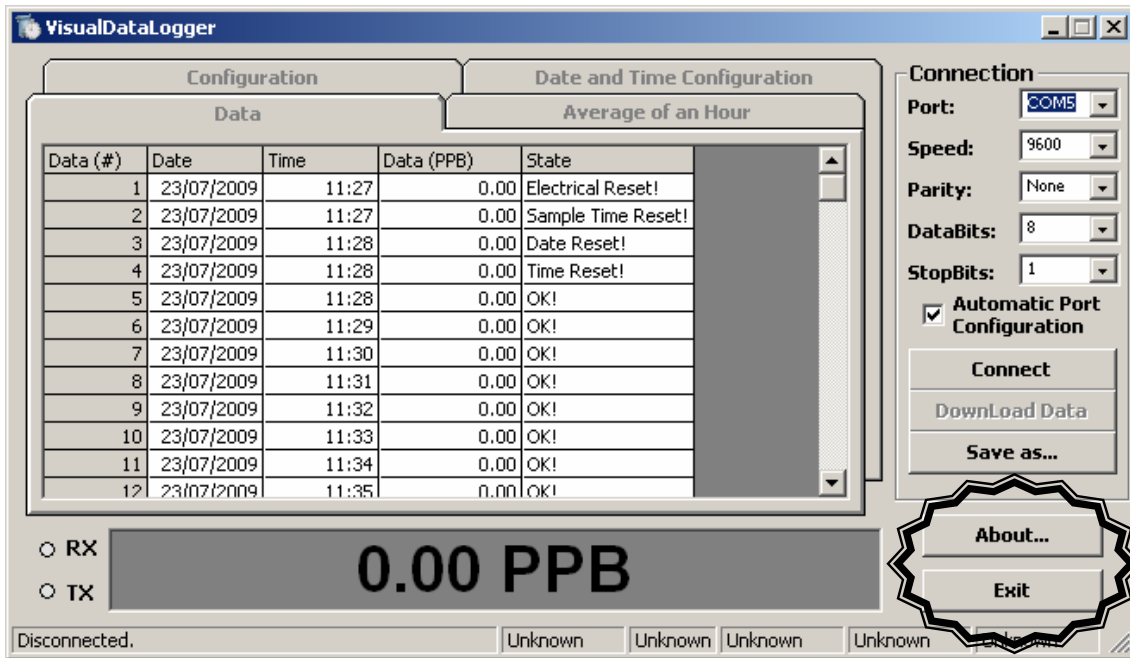 VisualDataLogger
Configuration
Date and Time Configuration
Data
Average of an Hour
Data (#) Date Time Data (PPB) State
1 23/07/2009 11:27 0.00 Electrical Reset!
2 23/07/2009 11:27 0.00 Sample Time Reset!
3 23/07/2009 11:28 0.00 Date Reset!
4 23/07/2009 11:28 0.00 Time Reset!
5 23/07/2009 11:28 0.00 OK!
6 23/07/2009 11:29 0.00 OK!
7 23/07/2009 11:30 0.00 OK!
8 23/07/2009 11:31 0.00 OK!
9 23/07/2009 11:32 0.00 OK!
10 23/07/2009 11:33 0.00 OK!
11 23/07/2009 11:34 0.00 OK!
12 23/07/2009 11:35 0.00 OK!
Connection
Port: COM5
Speed: 9600
Parity: None
DataBits: 8
StopBits: 1
Automatic Port
Configuration
Connect
DownLoad Data
Save as...
About...
Exit
RX
TX
0.00 PPB
Disconnected. Unknown Unknown Unknown Unknown Unknown